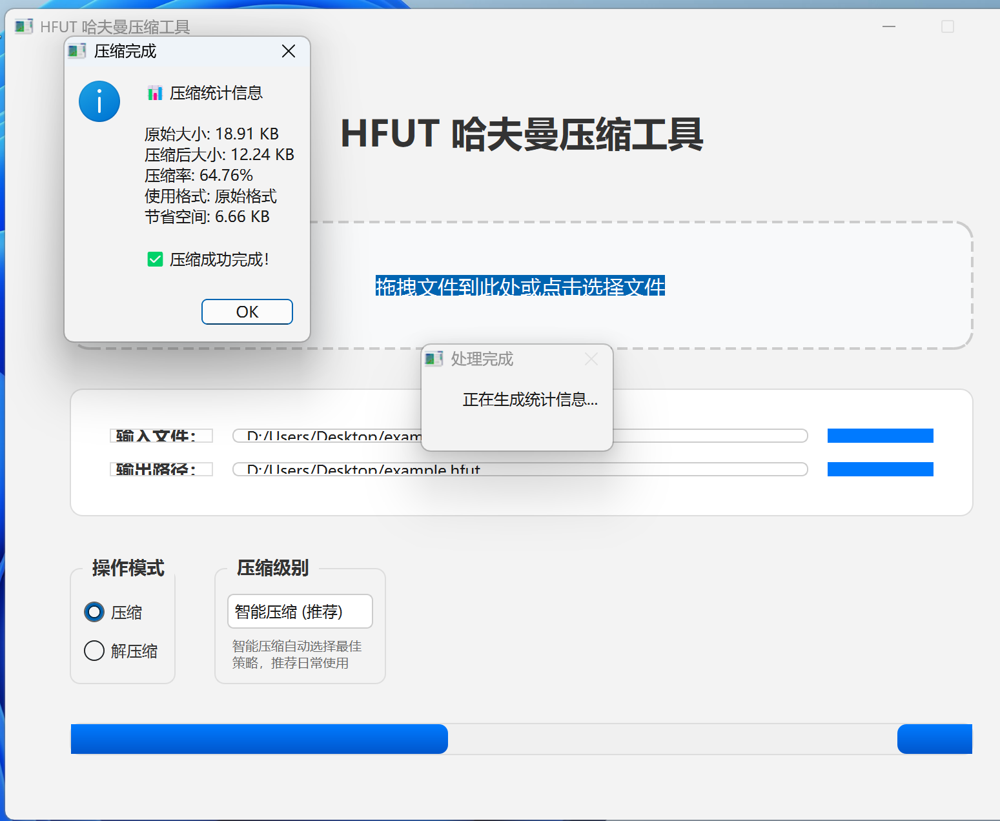 HFUT 哈夫曼压缩工具
压缩完成
压缩统计信息
原始大小: 18.91 KB
压缩后大小: 12.24 KB
压缩率: 64.76%
使用格式: 原始格式
节省空间: 6.66 KB
压缩成功完成!
OK
HFUT 哈夫曼压缩工具
拖拽文件到此处或点击选择文件
处理完成
正在生成统计信息...
输入文件：
D:/Users/Desktop/exam
输出路径：
D:/Users/Desktop/example.hfut
操作模式
压缩
解压缩
压缩级别
智能压缩 (推荐)
智能压缩自动选择最佳
策略，推荐日常使用